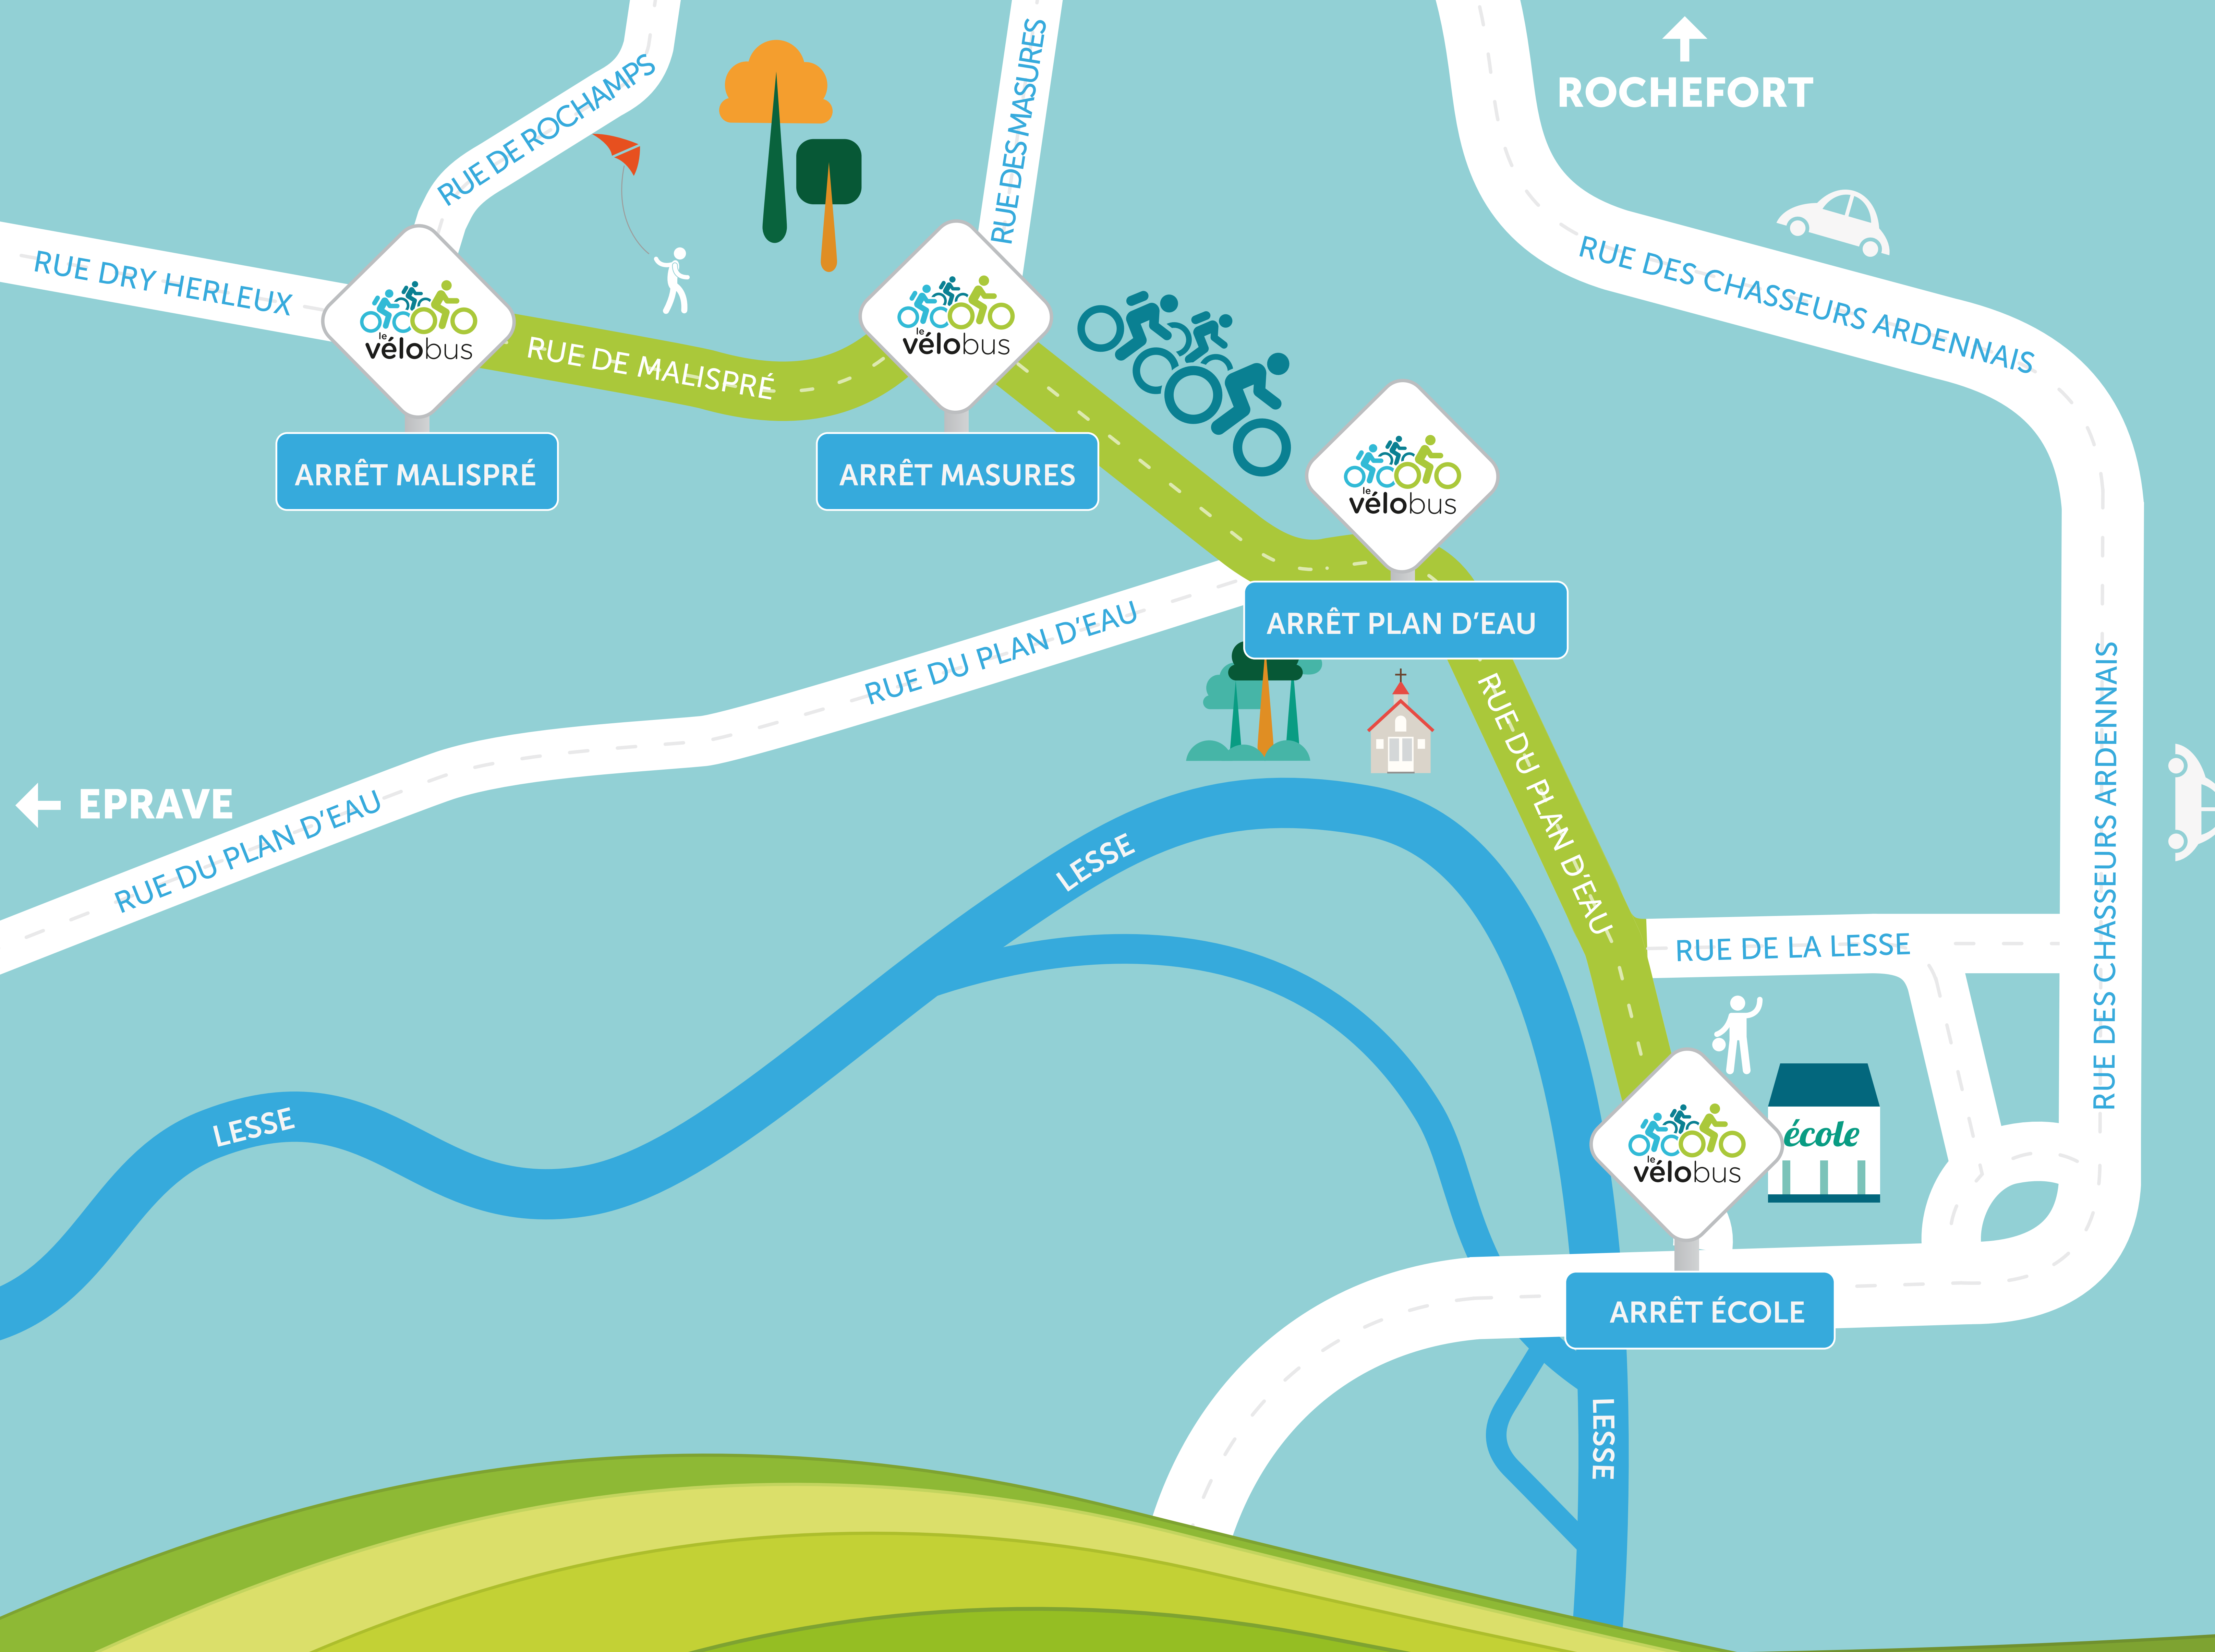 RUE DE ROCHAMPS
RUE DES MASURES
ROCHEFORT
RUE DRY HERLEUX
le
vélobus
RUE DE MALISPRÉ
le
vélobus
RUE DES CHASSEURS ARDENNAIS
ARRÊT MALISPRÉ
ARRÊT MASURES
le
vélobus
ARRÊT PLAN D'EAU
RUE DU PLAN D'EAU
RUE DU PLAN D'EAU
EPRAVE
RUE DU PLAN D'EAU
LESSE
RUE DE LA LESSE
RUE DES CHASSEURS ARDENNAIS
LESSE
le
vélobus
école
ARRÊT ÉCOLE
LESSE